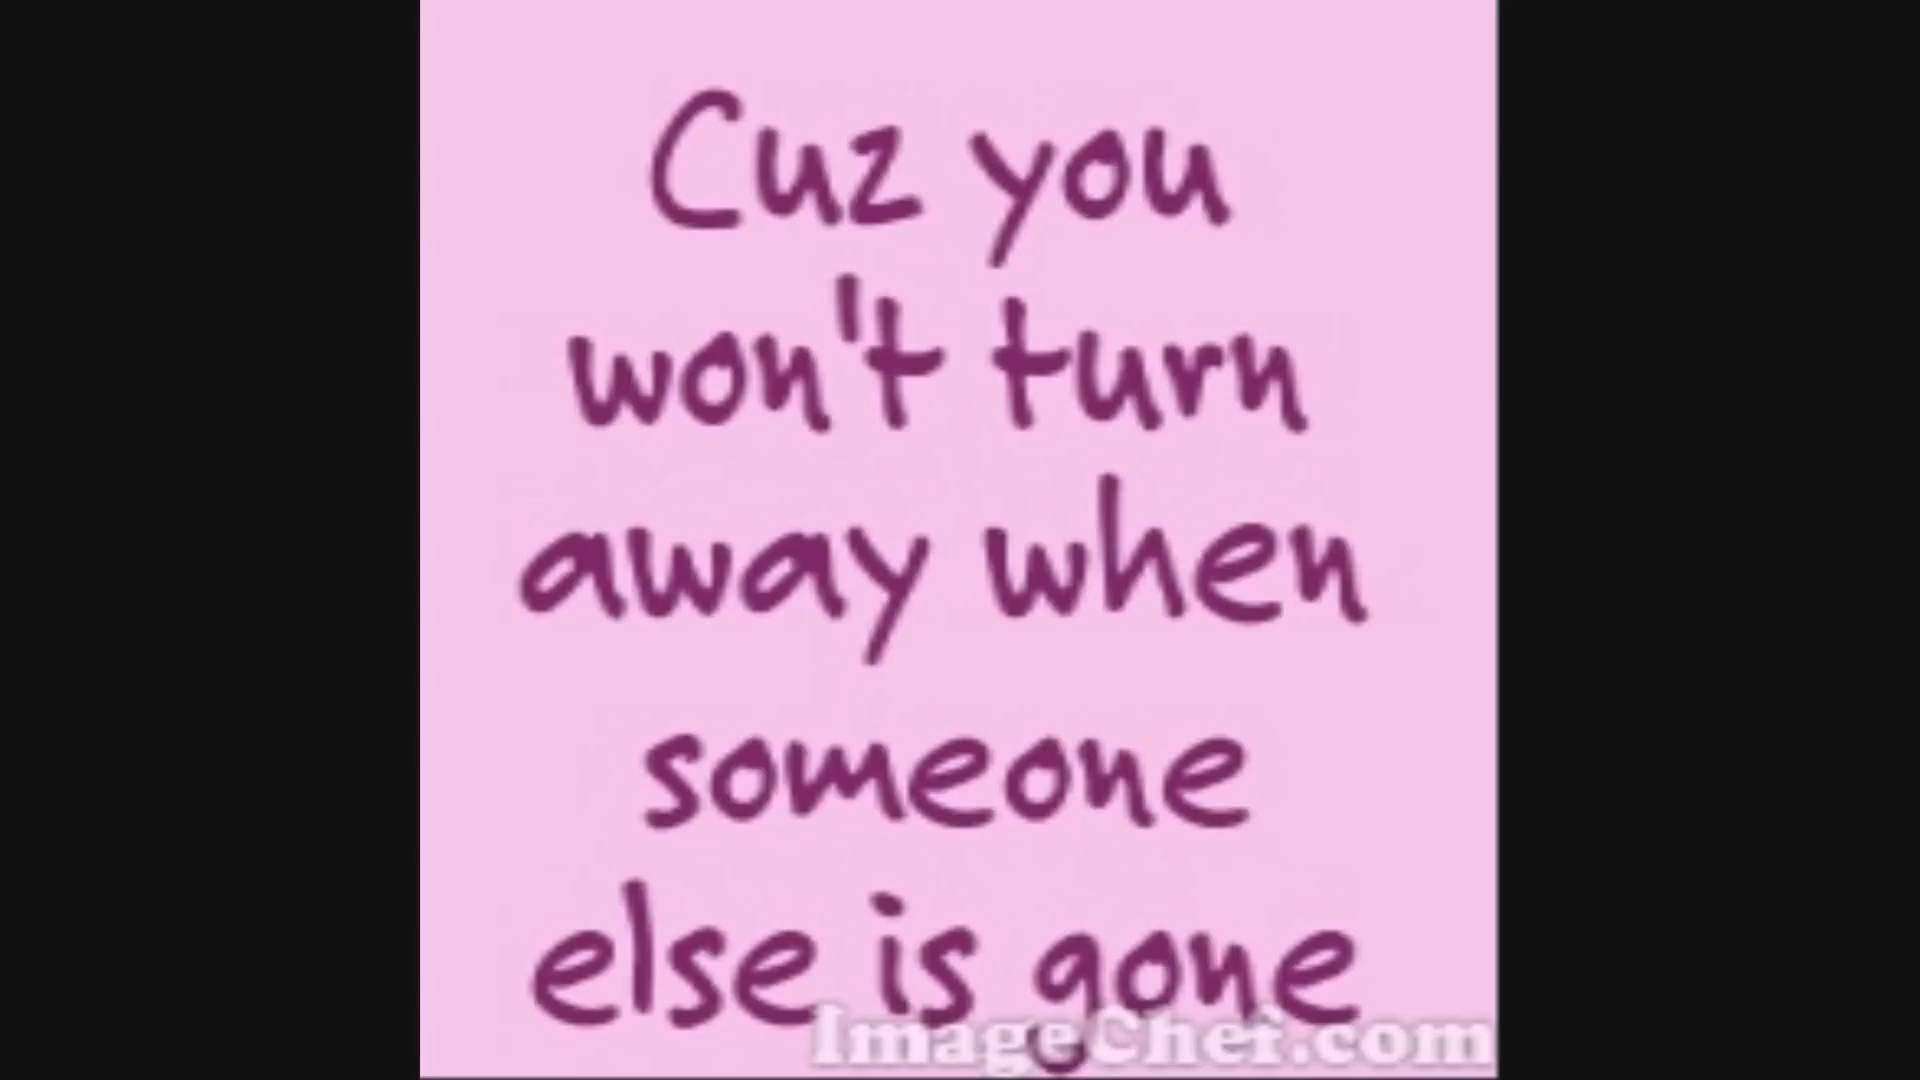 Cuz you
won't turn
away when
someone
else is gone
ImageChef.com